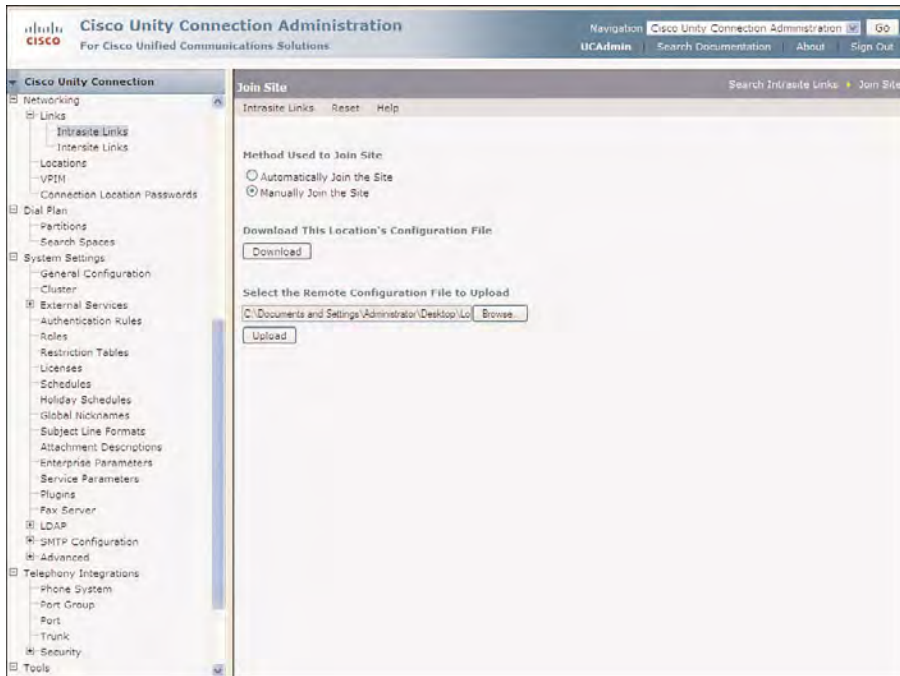 cisco
Cisco Unity Connection Administration
For Cisco Unified Communications Solutions
Navigation Cisco Unity Connection Administration Go
UCAdmin Search Documentation About Sign Out
Cisco Unity Connection
Networking
Links
Intrasite Links
Intersite Links
Locations
VPIM
Connection Location Passwords
Dial Plan
Partitions
Search Spaces
System Settings
General Configuration
Cluster
External Services
Authentication Rules
Roles
Restriction Tables
Licenses
Schedules
Holiday Schedules
Global Nicknames
Subject Line Formats
Attachment Descriptions
Enterprise Parameters
Service Parameters
Plugins
Fax Server
LDAP
SMTP Configuration
Advanced
Telephony Integrations
Phone System
Port Group
Port
Trunk
Security
Tools
Join Site
Search Intrasite Links Join Site
Intrasite Links Reset Help
Method Used to Join Site
Automatically Join the Site
Manually Join the Site
Download This Location's Configuration File
Download
Select the Remote Configuration File to Upload
C:\Documents and Settings\Administrator\Desktop\Lo Browse...
Upload